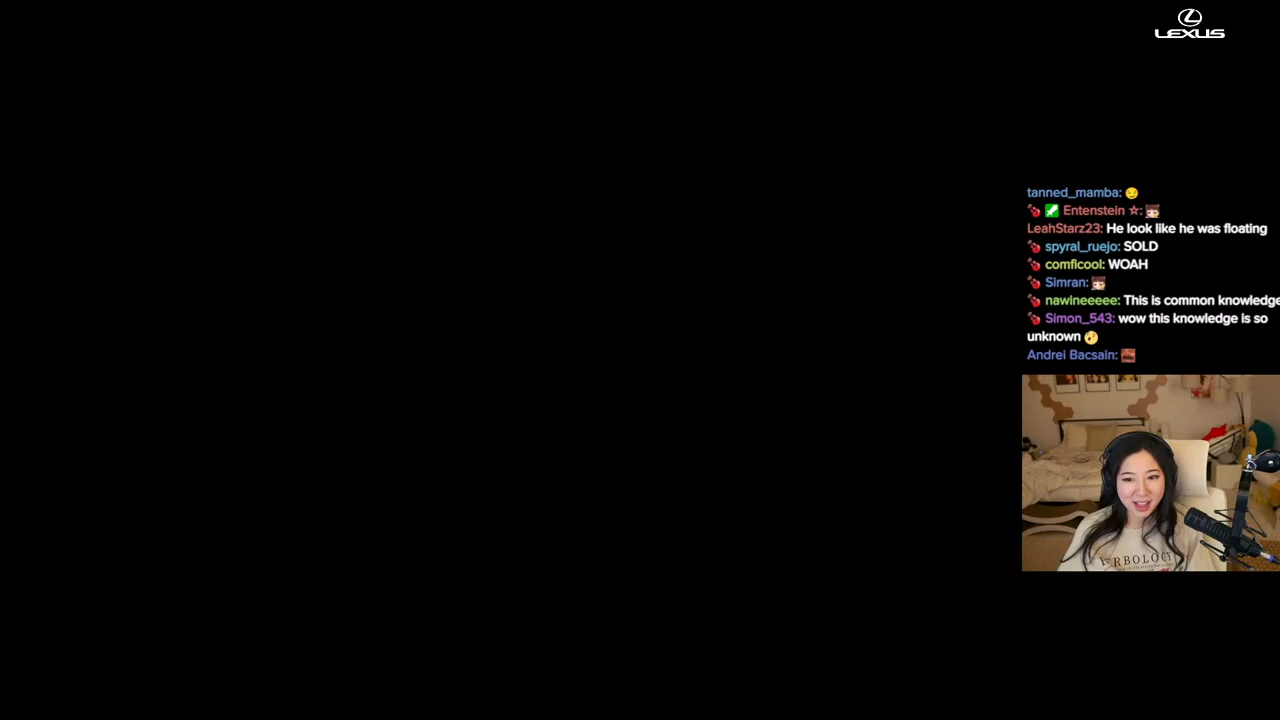 LEXUS
tanned_mamba:
Entenstein ☆:
LeahStarz23: He look like he was floating
spyral_ruejo: SOLD
comficool: WOAH
Simran:
nawineeeee: This is common knowledge
Simon_543: wow this knowledge is so
unknown
Andrei Bacsain:
ERBOLOGY